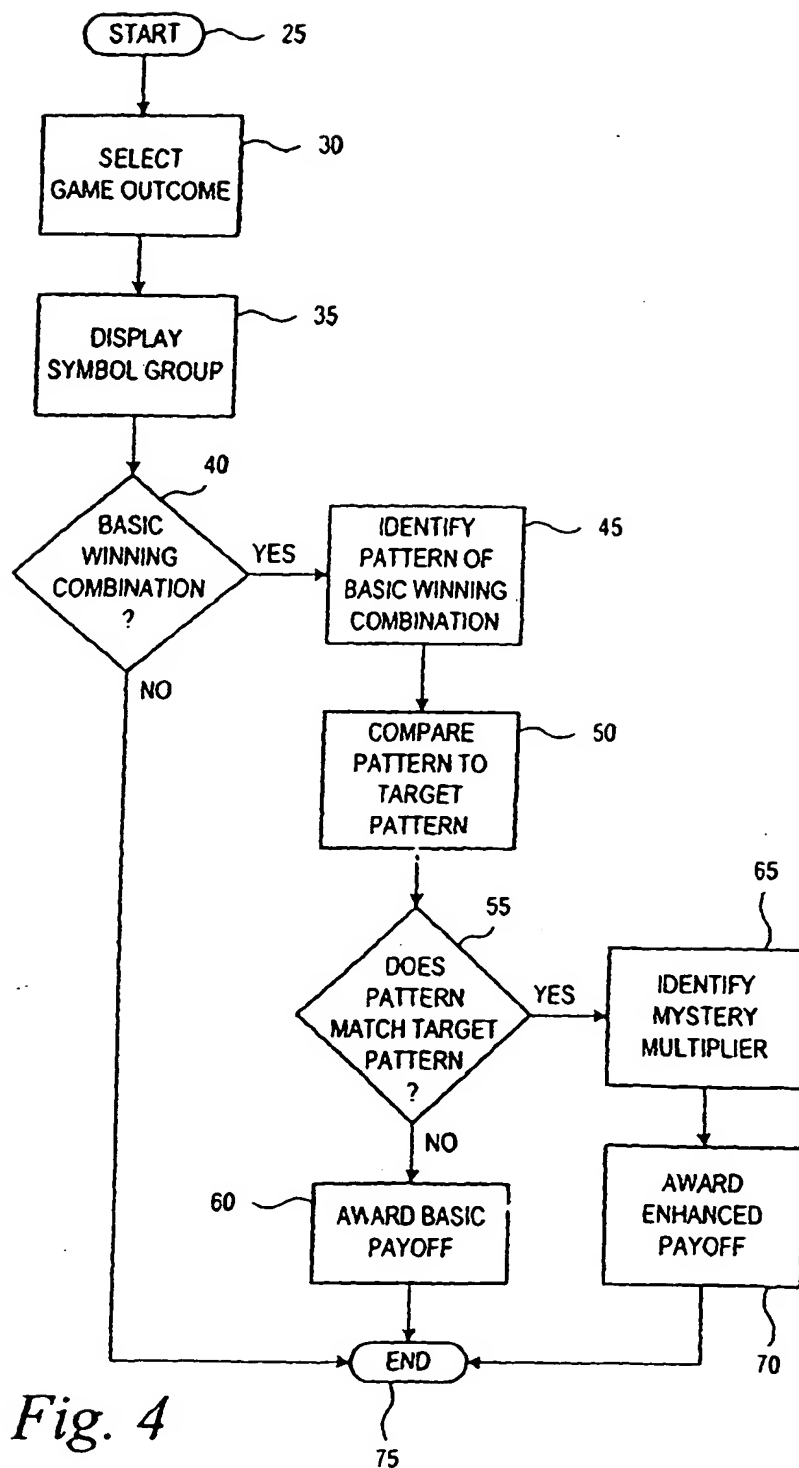 START
25
SELECT
GAME OUTCOME
30
DISPLAY
SYMBOL GROUP
35
40
BASIC
WINNING
COMBINATION
?
YES
NO
IDENTIFY
PATTERN OF
BASIC WINNING
COMBINATION
45
COMPARE
PATTERN TO
TARGET
PATTERN
50
55
DOES
PATTERN
MATCH TARGET
PATTERN
?
YES
NO
65
IDENTIFY
MYSTERY
MULTIPLIER
60
AWARD BASIC
PAYOFF
AWARD
ENHANCED
PAYOFF
70
END
75
Fig. 4